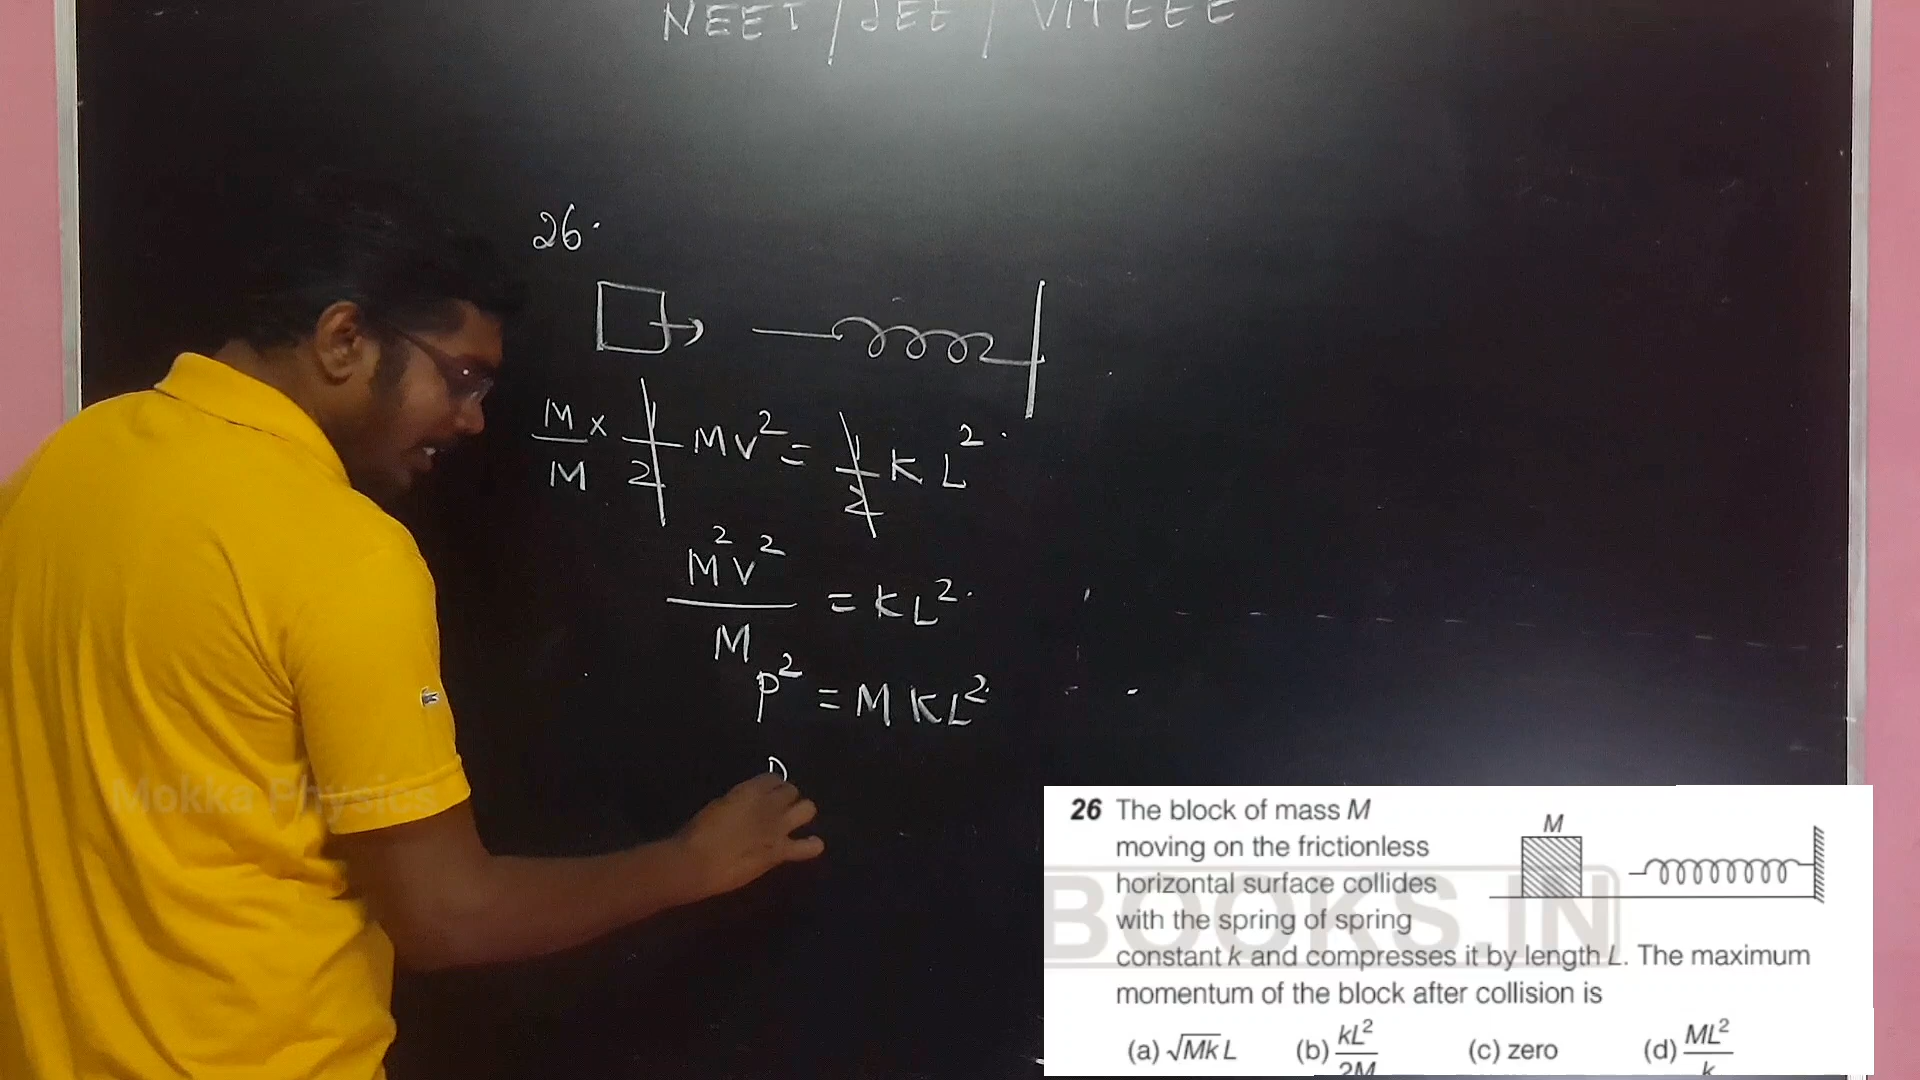 NEET / JEE / VITEEE
26.
M/M × 1/2 MV² = 1/2 KL²
M²V²/M = KL²
P² = MKL²
P
Mokka Physics
BOOKS.IN
26 The block of mass M
moving on the frictionless
horizontal surface collides
with the spring of spring
constant k and compresses it by length L. The maximum
momentum of the block after collision is
(a) √Mk L (b) kL²/2M (c) zero (d) ML²/k
M